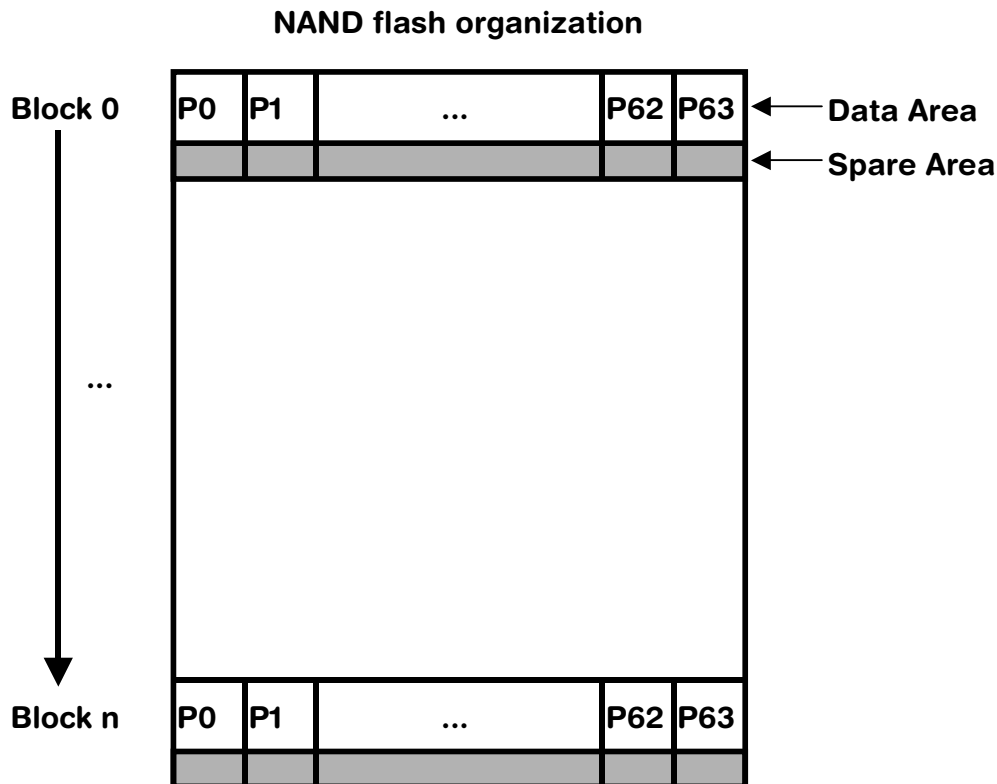 NAND flash organization
Block 0
P0 P1 ... P62 P63
Data Area
Spare Area
...
Block n
P0 P1 ... P62 P63